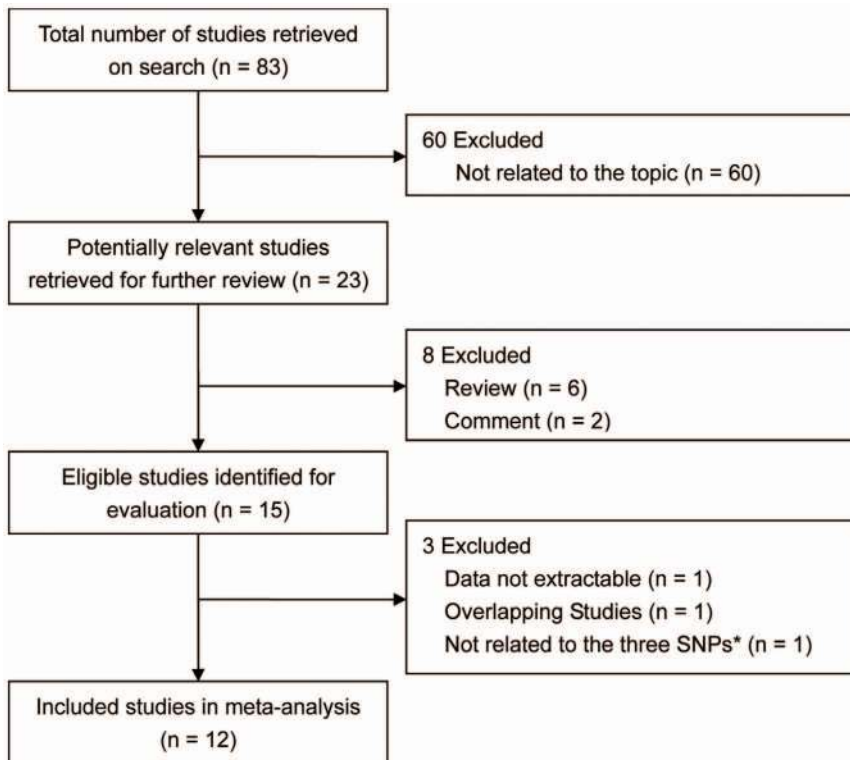 Total number of studies retrieved
on search (n = 83)
60 Excluded
Not related to the topic (n = 60)
Potentially relevant studies
retrieved for further review (n = 23)
8 Excluded
Review (n = 6)
Comment (n = 2)
Eligible studies identified for
evaluation (n = 15)
3 Excluded
Data not extractable (n = 1)
Overlapping Studies (n = 1)
Not related to the three SNPs* (n = 1)
Included studies in meta-analysis
(n = 12)